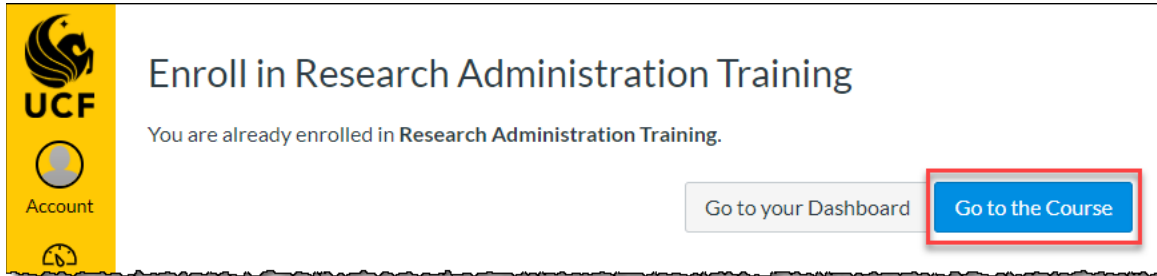 UCF
Account
Enroll in Research Administration Training
You are already enrolled in Research Administration Training.
Go to your Dashboard
Go to the Course